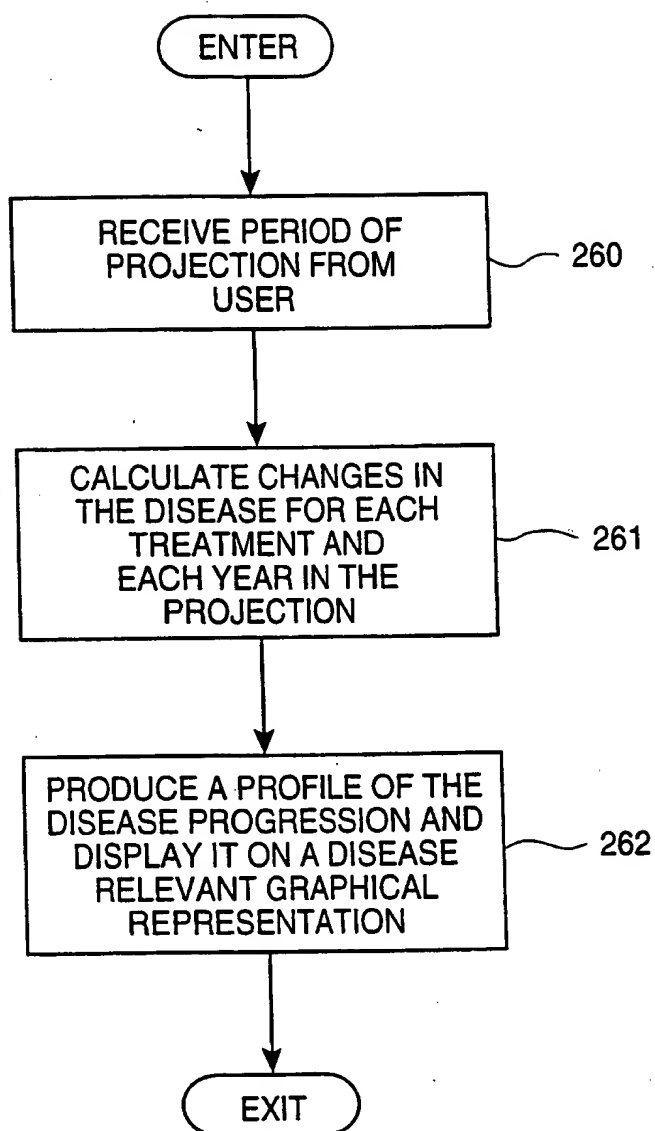 ENTER
RECEIVE PERIOD OF
PROJECTION FROM
USER
260
CALCULATE CHANGES IN
THE DISEASE FOR EACH
TREATMENT AND
EACH YEAR IN THE
PROJECTION
261
PRODUCE A PROFILE OF THE
DISEASE PROGRESSION AND
DISPLAY IT ON A DISEASE
RELEVANT GRAPHICAL
REPRESENTATION
262
EXIT